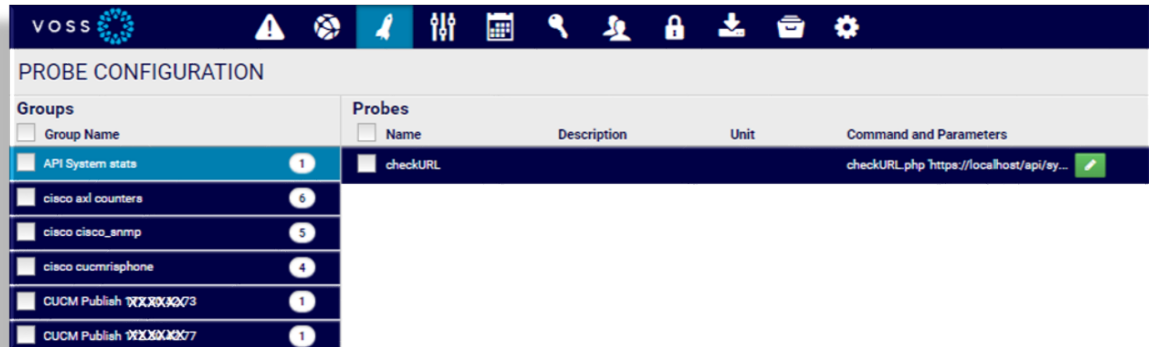 VOSS
PROBE CONFIGURATION
Groups
Group Name
API System stats 1
cisco axl counters 6
cisco cisco_snmp 5
cisco cucmrisphone 4
CUCM Publish 73 1
CUCM Publish 77 1
Probes
Name Description Unit Command and Parameters
checkURL checkURL.php 'https://localhost/api/sy...